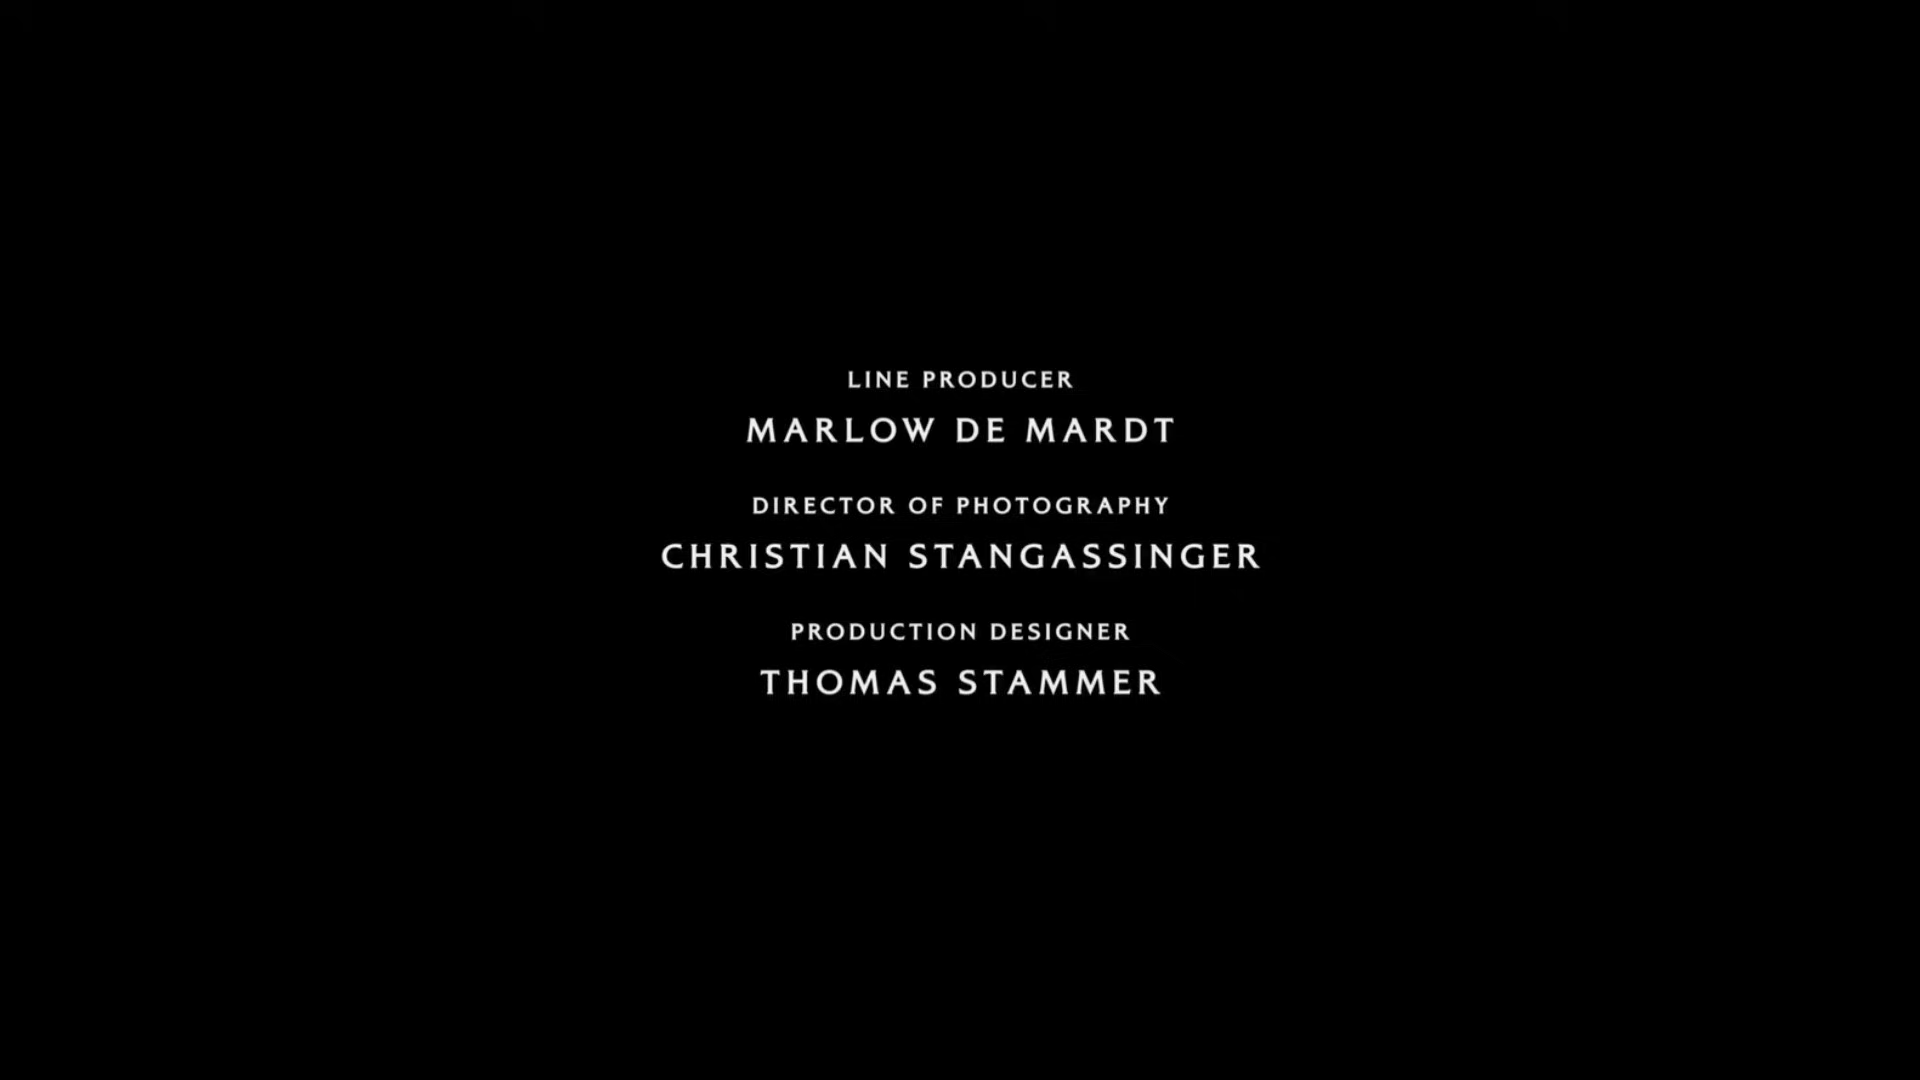 LINE PRODUCER
MARLOW DE MARDT
DIRECTOR OF PHOTOGRAPHY
CHRISTIAN STANGASSINGER
PRODUCTION DESIGNER
THOMAS STAMMER